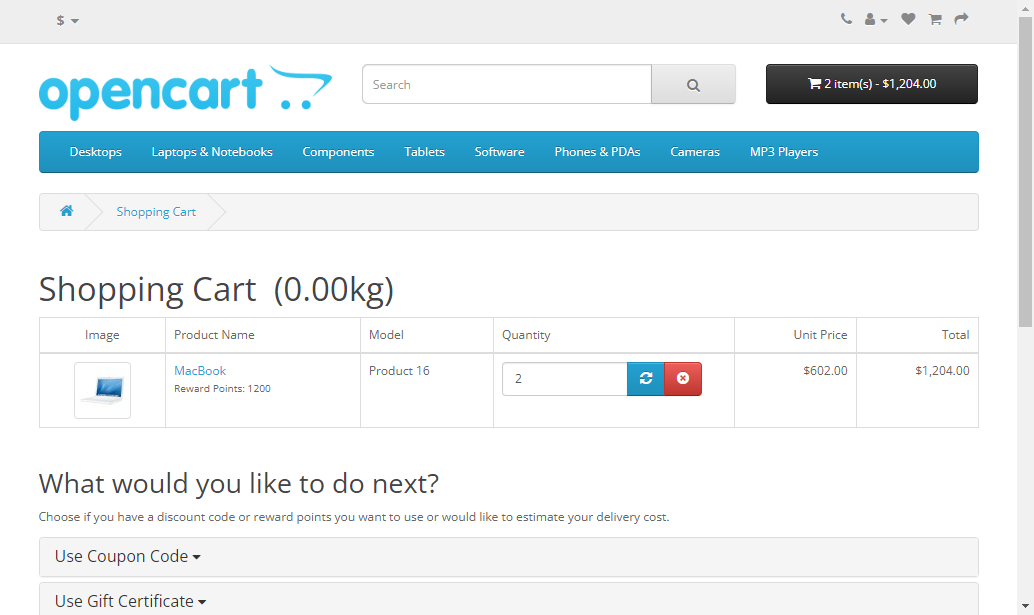 $
opencart
Search
2 item(s) - $1,204.00
Desktops Laptops & Notebooks Components Tablets Software Phones & PDAs Cameras MP3 Players
Shopping Cart
Shopping Cart (0.00kg)
Image Product Name Model Quantity Unit Price Total
MacBook Product 16 2 $602.00 $1,204.00
Reward Points: 1200
What would you like to do next?
Choose if you have a discount code or reward points you want to use or would like to estimate your delivery cost.
Use Coupon Code
Use Gift Certificate